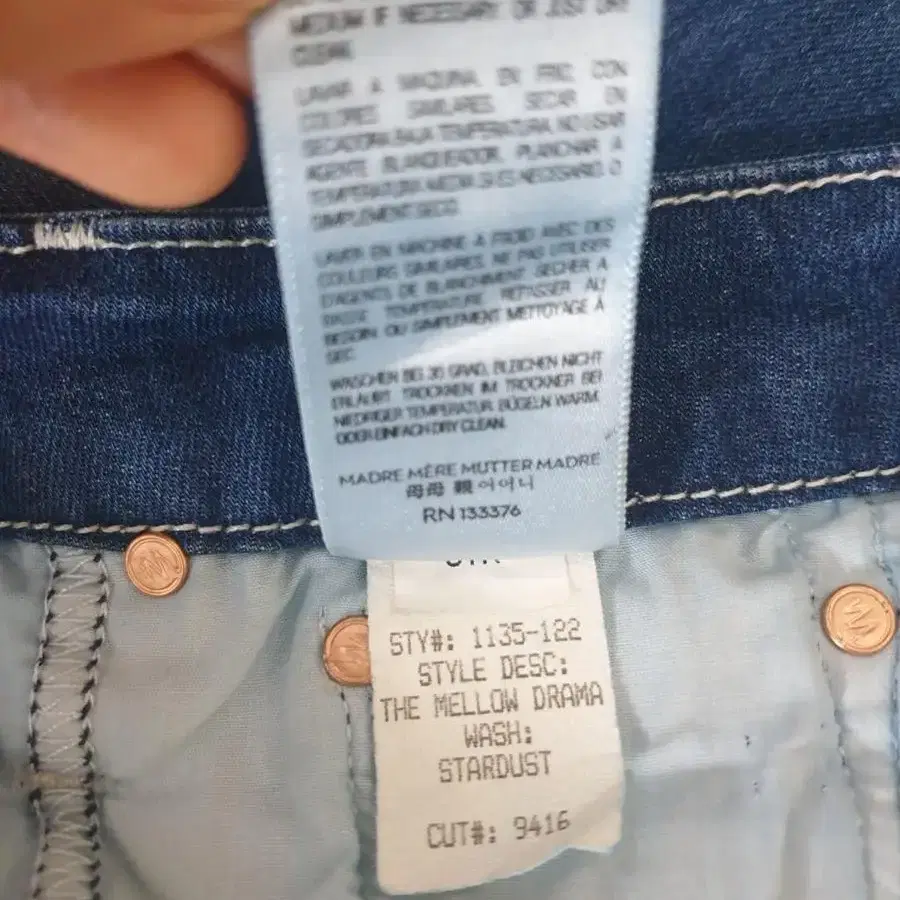 MEDIUM IF NECESSARY. OR JUST DRY
CLEAN.
LAVAR A MAQUINA, EN FRIO, CON
COLORES SIMILARES, SECAR EN
SECADORA BAJA TEMPERATURA. NO USAR
AGENTE BLANQUEADOR. PLANCHAR A
TEMPERATURA MEDIA SI ES NECESSARIO. O
SIMPLEMENT SECO.
LAVER EN MACHINE A FROID AVEC DES
COULEURS SIMILAIRES, NE PAS UTILISER
D'AGENTS DE BLANCHIMENT. SECHER A
BASSE TEMPERATURE. REPASSER AU
BESOIN. OU SIMPLEMENT METTOYAGE À
SEC.
WASCHER BEI 30 GRAD, BLEICHEN NICHT
ERLAUBT. TROCKNEN IM TROCKNER BEI
NIEDRIGER TEMPERATUR. BÜGELN WARM.
ODER EINFACH DRY CLEAN.
MADRE MÈRE MUTTER MADRE
母母 親 어머니
RN 133376
STY#: 1135-122
STYLE DESC:
THE MELLOW DRAMA
WASH:
STARDUST
CUT#: 9416